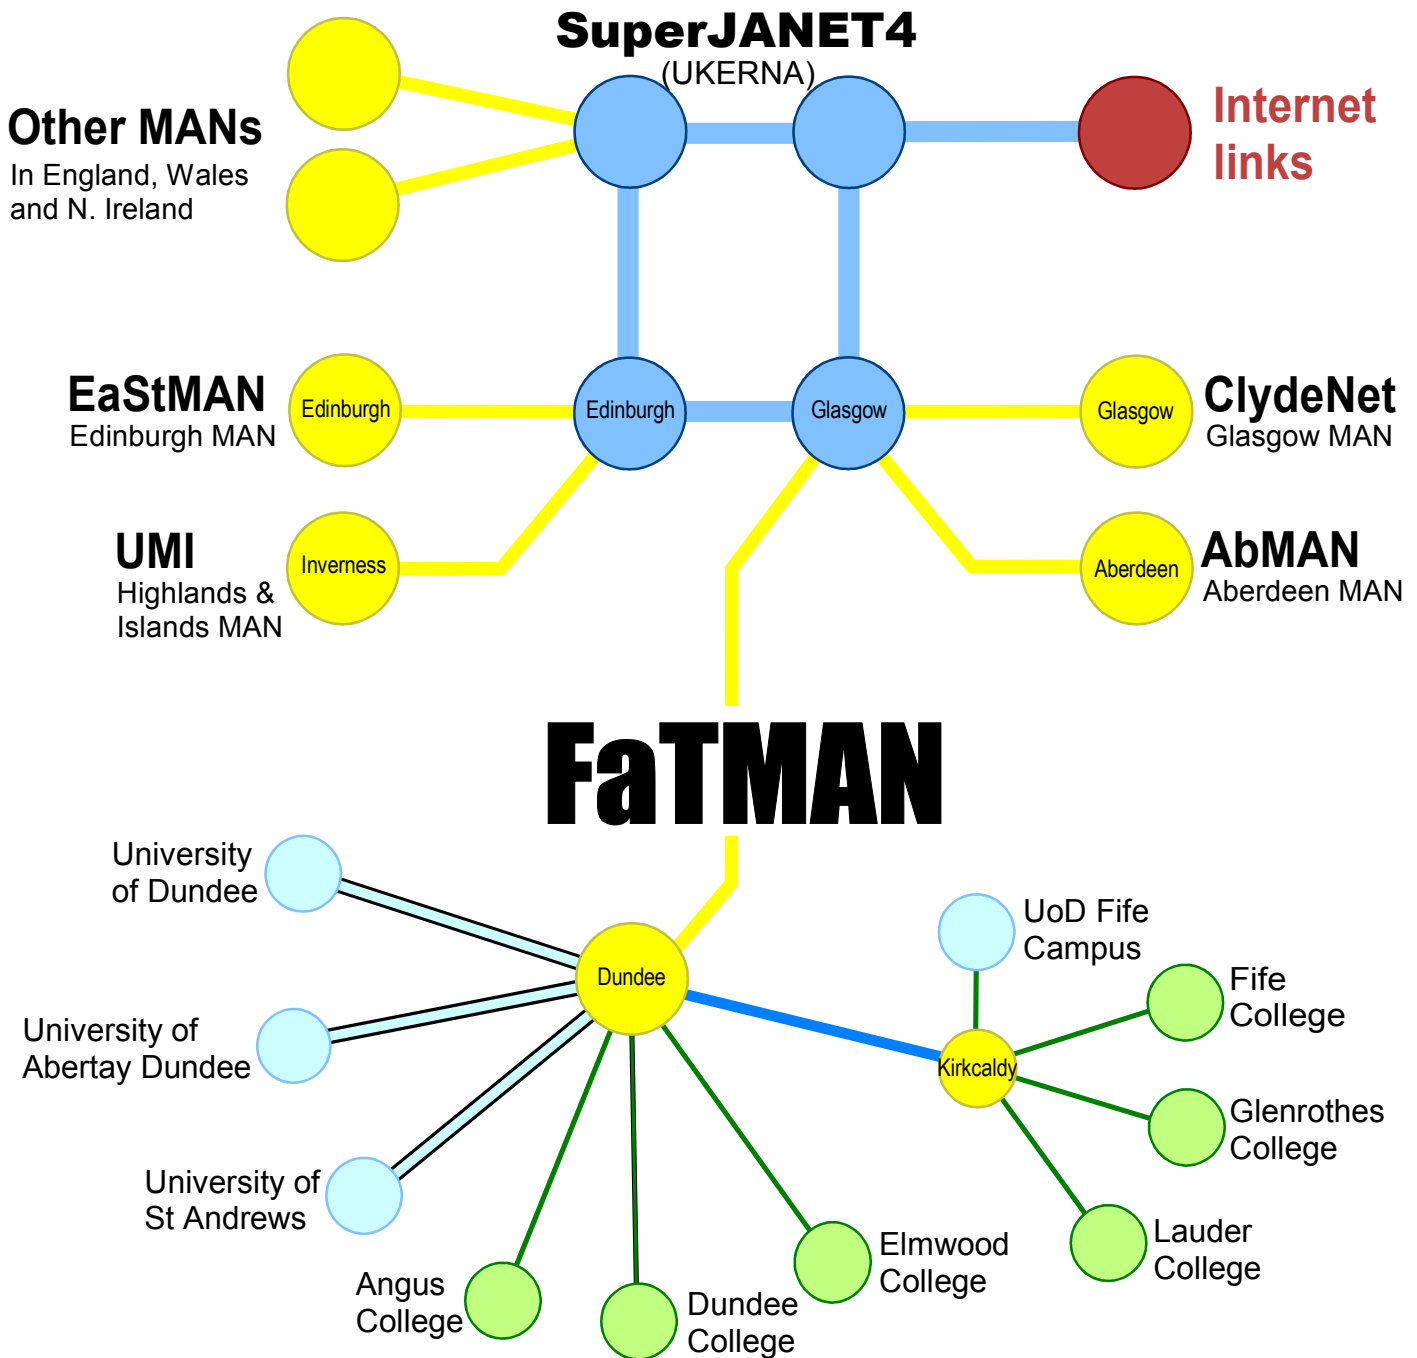 SuperJANET4
(UKERNA)
Other MANs
In England, Wales
and N. Ireland
Internet
links
EaStMAN
Edinburgh MAN
Edinburgh
Edinburgh
Glasgow
Glasgow
ClydeNet
Glasgow MAN
UMI
Highlands &
Islands MAN
Inverness
Aberdeen
AbMAN
Aberdeen MAN
FaTMAN
University
of Dundee
Dundee
UoD Fife
Campus
Fife
College
University of
Abertay Dundee
Kirkcaldy
Glenrothes
College
University of
St Andrews
Lauder
College
Elmwood
College
Angus
College
Dundee
College